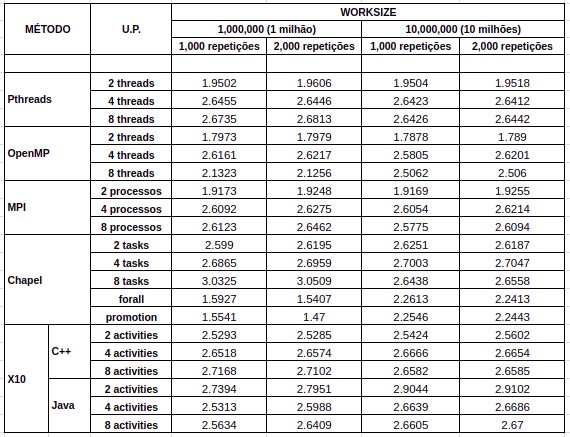 MÉTODO U.P. WORKSIZE
1,000,000 (1 milhão) 10,000,000 (10 milhões)
1,000 repetições 2,000 repetições 1,000 repetições 2,000 repetições
Pthreads 2 threads 1.9502 1.9606 1.9504 1.9518
4 threads 2.6455 2.6446 2.6423 2.6412
8 threads 2.6735 2.6813 2.6426 2.6442
OpenMP 2 threads 1.7973 1.7979 1.7878 1.789
4 threads 2.6161 2.6217 2.5805 2.6201
8 threads 2.1323 2.1256 2.5062 2.506
MPI 2 processos 1.9173 1.9248 1.9169 1.9255
4 processos 2.6092 2.6275 2.6054 2.6214
8 processos 2.6123 2.6462 2.5775 2.6094
Chapel 2 tasks 2.599 2.6195 2.6251 2.6187
4 tasks 2.6865 2.6959 2.7003 2.7047
8 tasks 3.0325 3.0509 2.6438 2.6558
forall 1.5927 1.5407 2.2613 2.2413
promotion 1.5541 1.47 2.2546 2.2443
X10 C++ 2 activities 2.5293 2.5285 2.5424 2.5602
4 activities 2.6518 2.6574 2.6666 2.6654
8 activities 2.7168 2.7102 2.6582 2.6585
Java 2 activities 2.7394 2.7951 2.9044 2.9102
4 activities 2.5313 2.5988 2.6639 2.6686
8 activities 2.5634 2.6409 2.6605 2.67